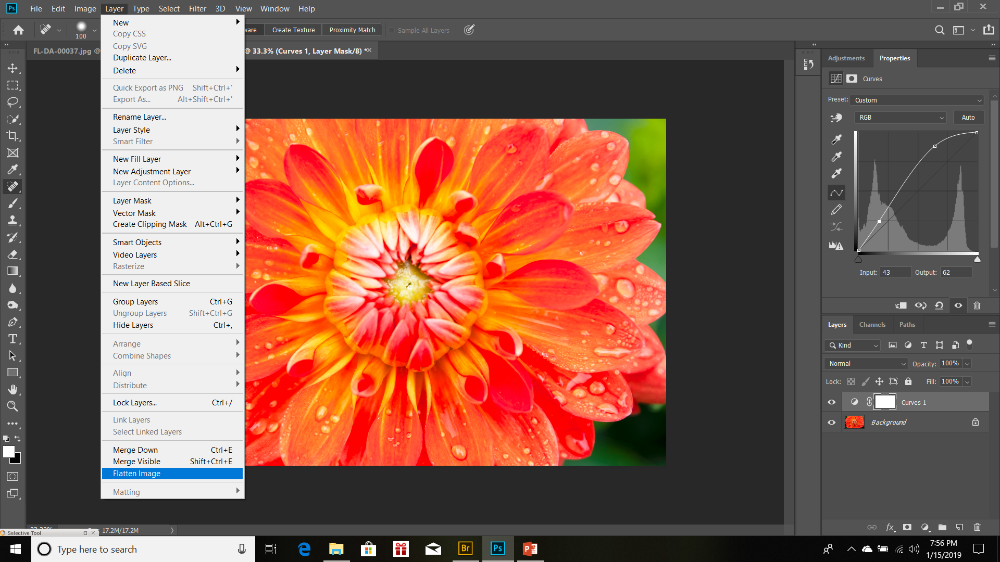 Ps File Edit Image Layer Type Select Filter 3D View Window Help
100 ware Create Texture Proximity Match Sample All Layers
FL-DA-00037.jpg @ @ 33.3% (Curves 1, Layer Mask/8) *
New
Copy CSS
Copy SVG
Duplicate Layer...
Delete
Quick Export as PNG Shift+Ctrl+'
Export As... Alt+Shift+Ctrl+'
Rename Layer...
Layer Style
Smart Filter
New Fill Layer
New Adjustment Layer
Layer Content Options...
Layer Mask
Vector Mask
Create Clipping Mask Alt+Ctrl+G
Smart Objects
Video Layers
Rasterize
New Layer Based Slice
Group Layers Ctrl+G
Ungroup Layers Shift+Ctrl+G
Hide Layers Ctrl+,
Arrange
Combine Shapes
Align
Distribute
Lock Layers... Ctrl+/
Link Layers
Select Linked Layers
Merge Down Ctrl+E
Merge Visible Shift+Ctrl+E
Flatten Image
Matting
Adjustments Properties
Curves
Preset: Custom
RGB Auto
Input: 43 Output: 62
Layers Channels Paths
Kind
Normal Opacity: 100%
Lock: Fill: 100%
Curves 1
Background
fx
17.2M/17.2M
Selective Tool
Type here to search
Br Ps
7:56 PM
1/15/2019